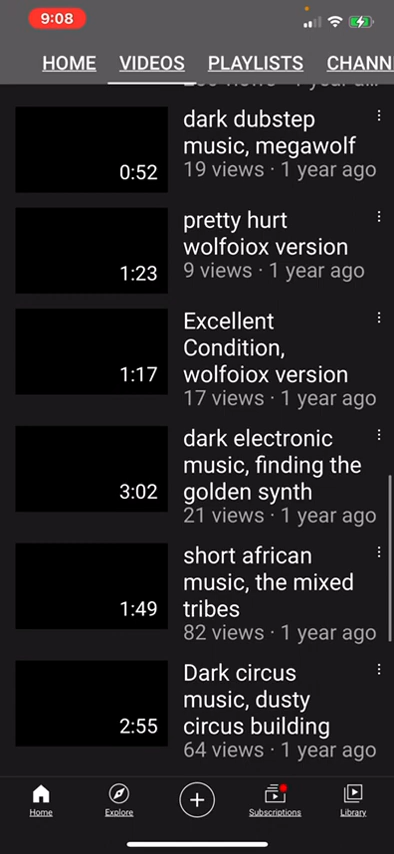 9:08
HOME VIDEOS PLAYLISTS CHANN
dark dubstep
music, megawolf
19 views · 1 year ago
0:52
pretty hurt
wolfoiox version
9 views · 1 year ago
1:23
Excellent
Condition,
wolfoiox version
17 views · 1 year ago
1:17
dark electronic
music, finding the
golden synth
21 views · 1 year ago
3:02
short african
music, the mixed
tribes
82 views · 1 year ago
1:49
Dark circus
music, dusty
circus building
64 views · 1 year ago
2:55
Home Explore Subscriptions Library